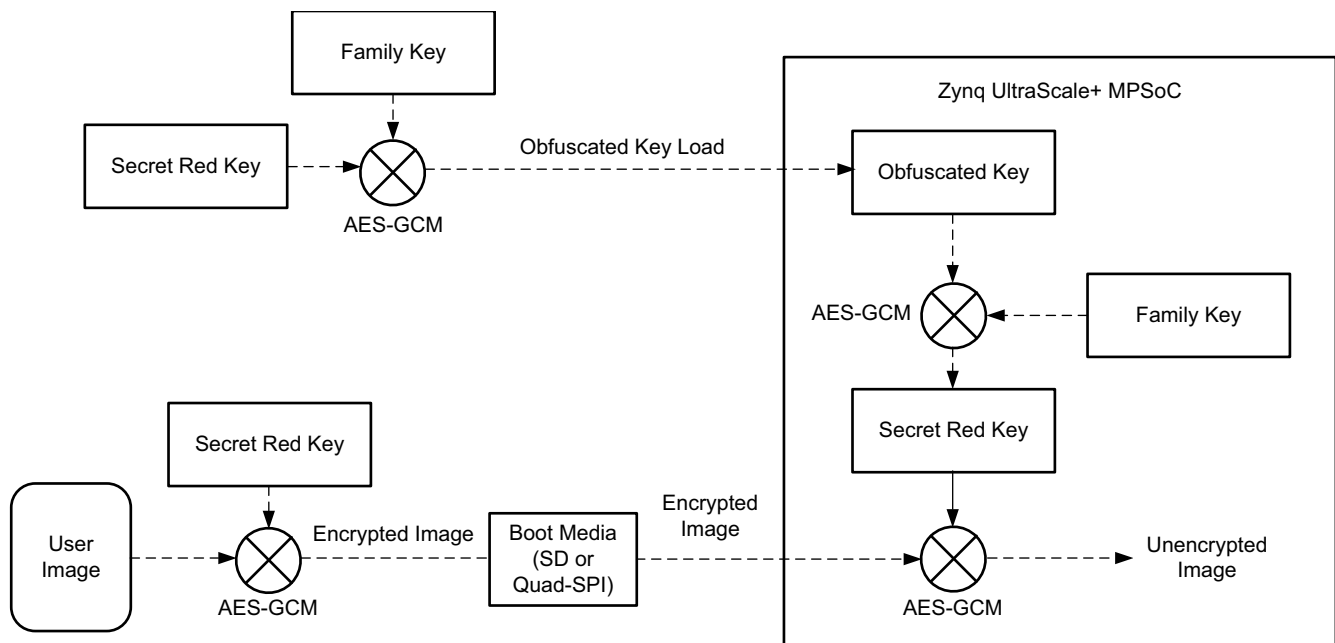 Family Key
Zynq UltraScale+ MPSoC
Secret Red Key
AES-GCM
Obfuscated Key Load
Obfuscated Key
AES-GCM
Family Key
Secret Red Key
Secret Red Key
User
Image
AES-GCM
Encrypted Image
Boot Media
(SD or
Quad-SPI)
Encrypted
Image
AES-GCM
Unencrypted
Image